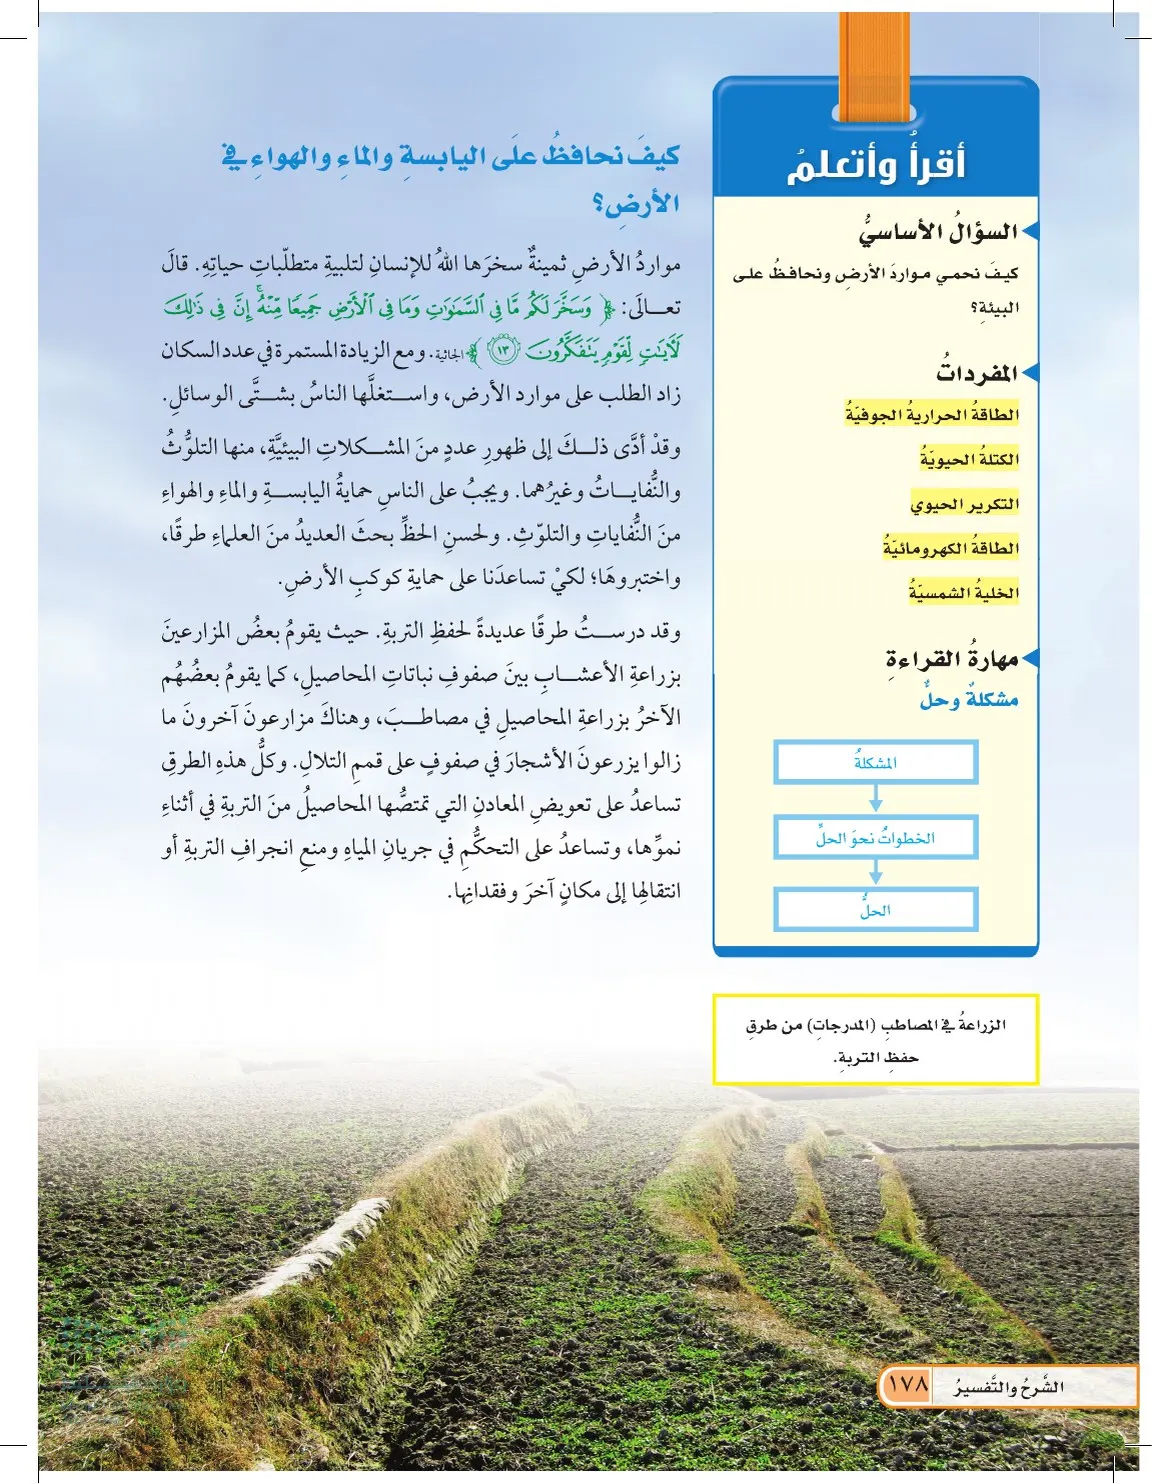 أقرأُ وأتعلمُ
السؤالُ الأساسيُّ
كيفَ نحمي مواردَ الأرضِ ونحافظُ على
البيئةِ؟
المفرداتُ
الطاقةُ الحراريةُ الجوفيّةُ
الكتلةُ الحيويّةُ
التكرير الحيوي
الطاقةُ الكهرومائيّةُ
الخليةُ الشمسيّةُ
مهارةُ القراءةِ
مشكلةٌ وحلٌّ
المشكلةُ
الخطواتُ نحوَ الحلِّ
الحلُّ
كيفَ نحافظُ علَى اليابسةِ والماءِ والهواءِ في
الأرضِ؟
مواردُ الأرضِ ثمينةٌ سخرَها اللهُ للإنسانِ لتلبيةِ متطلّباتِ حياتِهِ. قالَ
تعالَى: ﴿ وَسَخَّرَ لَكُم مَّا فِي ٱلسَّمَٰوَٰتِ وَمَا فِي ٱلْأَرْضِ جَمِيعًا مِّنْهُ ۚ إِنَّ فِي ذَٰلِكَ
لَءَايَٰتٍ لِّقَوْمٍ يَتَفَكَّرُونَ ١٣ ﴾ الجاثية. ومع الزيادة المستمرة في عدد السكان
زاد الطلب على موارد الأرض، واستغلَّها الناسُ بشتَّى الوسائلِ.
وقدْ أدَّى ذلكَ إلى ظهورِ عددٍ منَ المشكلاتِ البيئيَّةِ، منها التلوُّثُ
والنُّفاياتُ وغيرُهما. ويجبُ على الناسِ حمايةُ اليابسةِ والماءِ والهواءِ
منَ النُّفاياتِ والتلوّثِ. ولحسنِ الحظِّ بحثَ العديدُ منَ العلماءِ طرقًا،
واختبروهَا؛ لكيْ تساعدَنا على حمايةِ كوكبِ الأرضِ.
وقد درستُ طرقًا عديدةً لحفظِ التربةِ. حيث يقومُ بعضُ المزارعينَ
بزراعةِ الأعشابِ بينَ صفوفِ نباتاتِ المحاصيلِ، كما يقومُ بعضُهُم
الآخرُ بزراعةِ المحاصيلِ في مصاطبَ، وهناكَ مزارعونَ آخرونَ ما
زالوا يزرعونَ الأشجارَ في صفوفٍ على قممِ التلالِ. وكلُّ هذهِ الطرقِ
تساعدُ على تعويضِ المعادنِ التي تمتصُّها المحاصيلُ منَ التربةِ في أثناءِ
نموِّها، وتساعدُ على التحكُّمِ في جريانِ المياهِ ومنعِ انجرافِ التربةِ أو
انتقالِها إلى مكانٍ آخرَ وفقدانِها.
الزراعةُ في المصاطبِ (المدرجاتِ) من طرقِ
حفظِ التربةِ.
الشَّرحُ والتَّفسيرُ ١٧٨